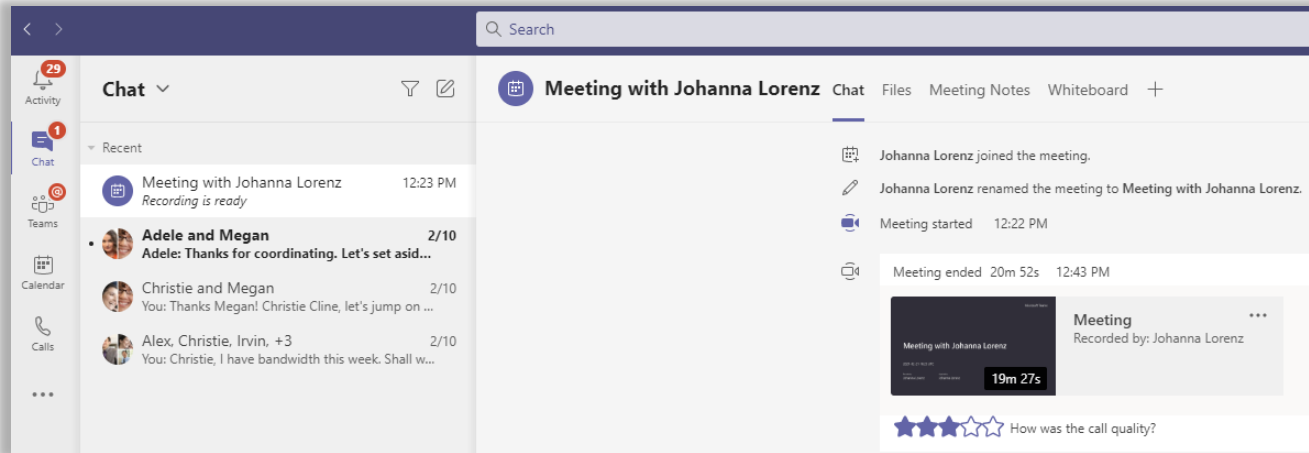 Search
29
Activity
1
Chat
@
Teams
Calendar
Calls
Chat
Recent
Meeting with Johanna Lorenz 12:23 PM
Recording is ready
Adele and Megan 2/10
Adele: Thanks for coordinating. Let's set asid...
Christie and Megan 2/10
You: Thanks Megan! Christie Cline, let's jump on ...
Alex, Christie, Irvin, +3 2/10
You: Christie, I have bandwidth this week. Shall w...
Meeting with Johanna Lorenz Chat Files Meeting Notes Whiteboard
Johanna Lorenz joined the meeting.
Johanna Lorenz renamed the meeting to Meeting with Johanna Lorenz.
Meeting started 12:22 PM
Meeting ended 20m 52s 12:43 PM
Meeting with Johanna Lorenz
19m 27s
Meeting
Recorded by: Johanna Lorenz
How was the call quality?